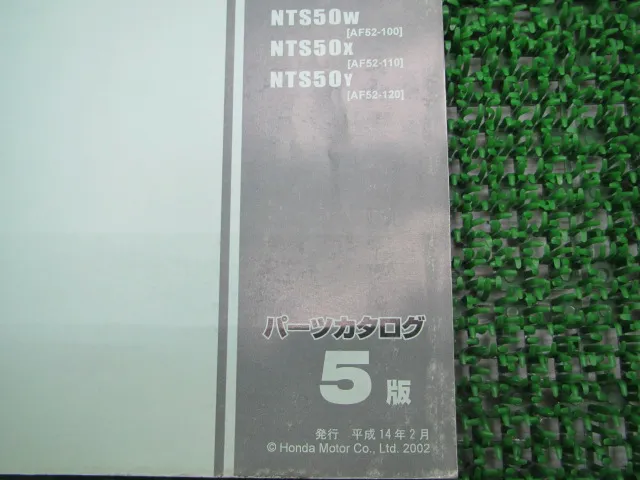 NTS50W
[AF52-100]
NTS50X
[AF52-110]
NTS50Y
[AF52-120]
パーツカタログ
5版
発行 平成14年2月
© Honda Motor Co., Ltd. 2002